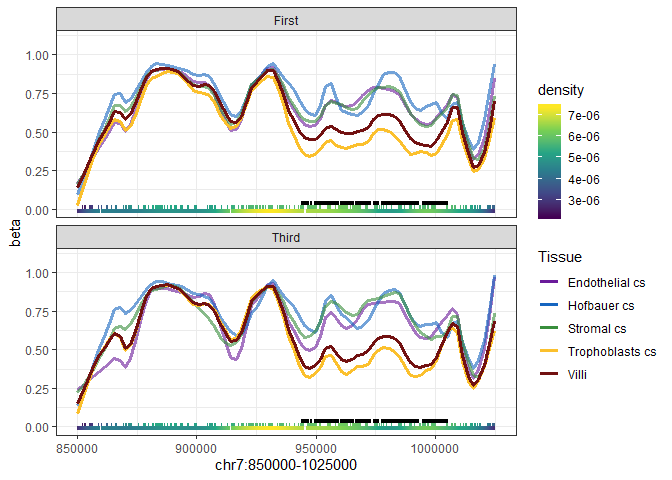 First
1.00
0.75
0.50
0.25
0.00
beta
Third
1.00
0.75
0.50
0.25
0.00
850000 900000 950000 1000000
chr7:850000-1025000
density
7e-06
6e-06
5e-06
4e-06
3e-06
Tissue
Endothelial cs
Hofbauer cs
Stromal cs
Trophoblasts cs
Villi